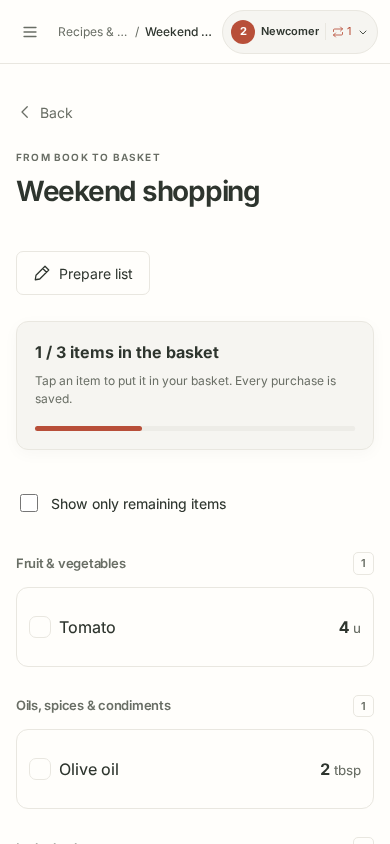 Recipes & ... / Weekend ... 2 Newcomer 1
Back
FROM BOOK TO BASKET
Weekend shopping
Prepare list
1 / 3 items in the basket
Tap an item to put it in your basket. Every purchase is
saved.
Show only remaining items
Fruit & vegetables 1
Tomato 4 u
Oils, spices & condiments 1
Olive oil 2 tbsp